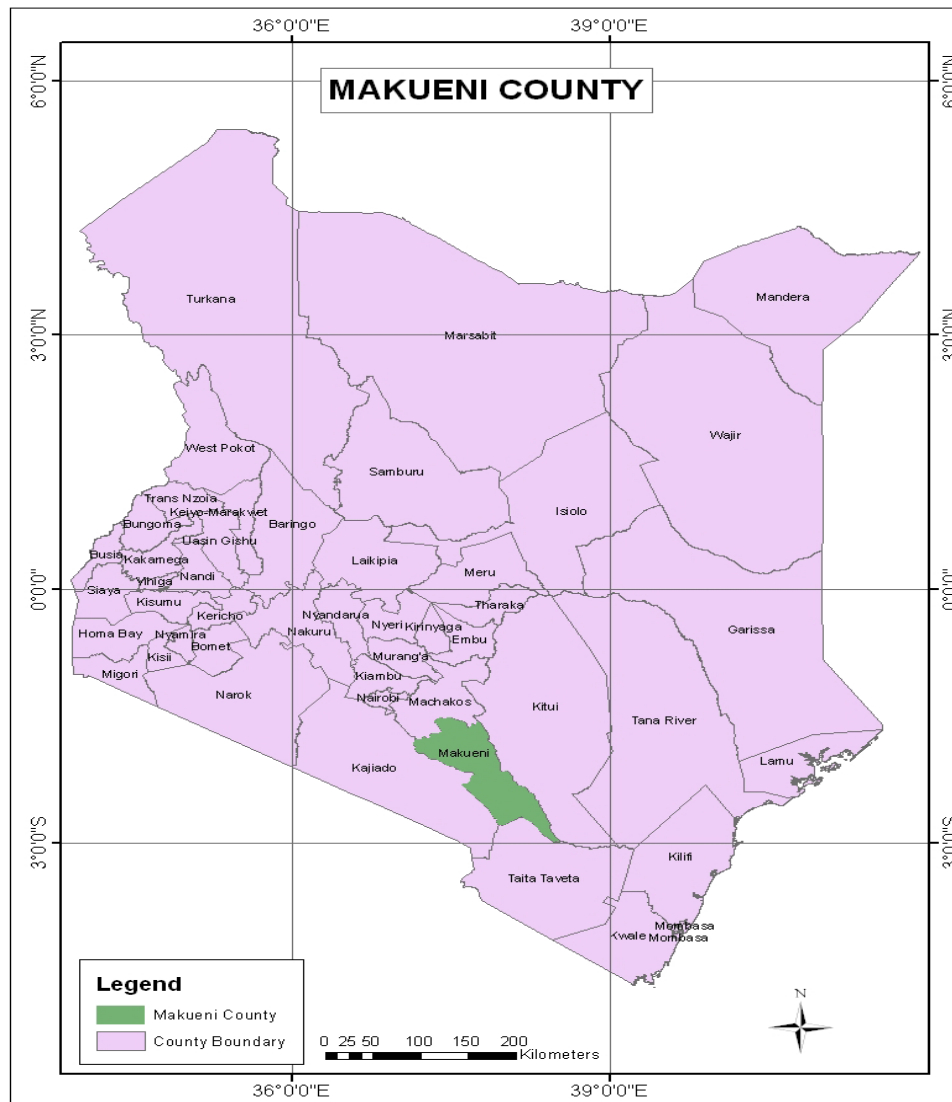 36°0'0"E 39°0'0"E
6°0'0"N 6°0'0"N
MAKUENI COUNTY
Turkana
Mandera
3°0'0"N 3°0'0"N
Marsabit
Wajir
West Pokot
Samburu
Trans Nzoia
Keiyo-Marakwet
Isiolo
Bungoma
Baringo
Uasin Gishu
Busia
Kakamega
Laikipia
Meru
Nandi
Vihiga
0°0'0" 0°0'0"
Siaya
Kisumu
Tharaka
Kericho
Nyandarua
Nyeri
Kirinyaga
Garissa
Homa Bay
Nyamira
Nakuru
Embu
Bomet
Kisii
Murang'a
Migori
Kiambu
Narok
Nairobi
Machakos
Kitui
Tana River
Makueni
Lamu
Kajiado
3°0'0"S 3°0'0"S
Kilifi
Taita Taveta
Mombasa
Kwale
Mombasa
Legend
Makueni County
County Boundary
N
0 25 50 100 150 200
Kilometers
36°0'0"E 39°0'0"E